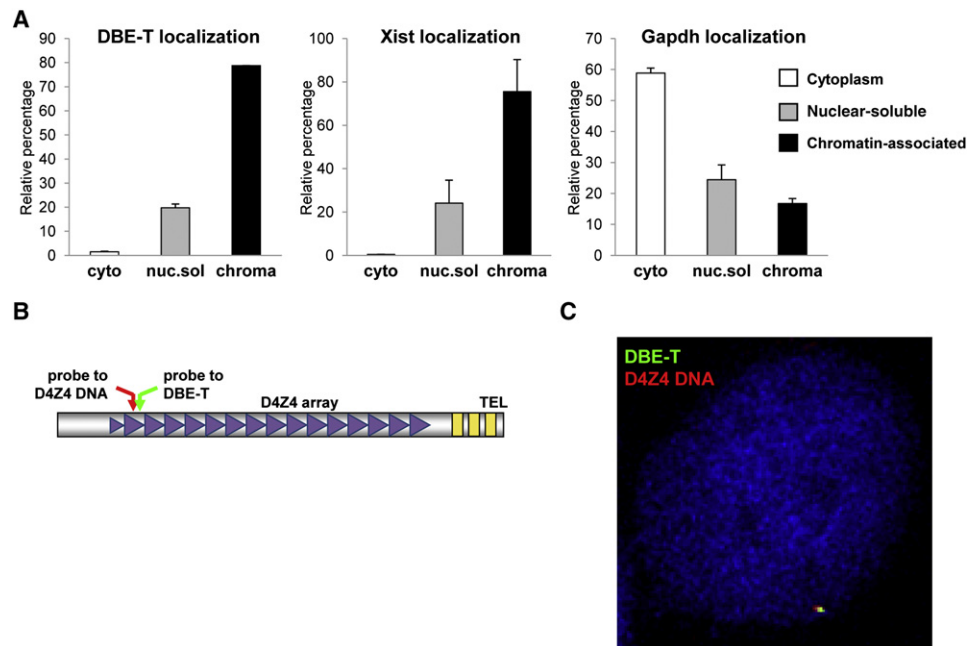 A
DBE-T localization
Relative percentage
90
80
70
60
50
40
30
20
10
0
cyto nuc.sol chroma
Xist localization
Relative percentage
100
80
60
40
20
0
cyto nuc.sol chroma
Gapdh localization
Relative percentage
70
60
50
40
30
20
10
0
cyto nuc.sol chroma
Cytoplasm
Nuclear-soluble
Chromatin-associated
B
probe to
D4Z4 DNA
probe to
DBE-T
D4Z4 array
TEL
C
DBE-T
D4Z4 DNA